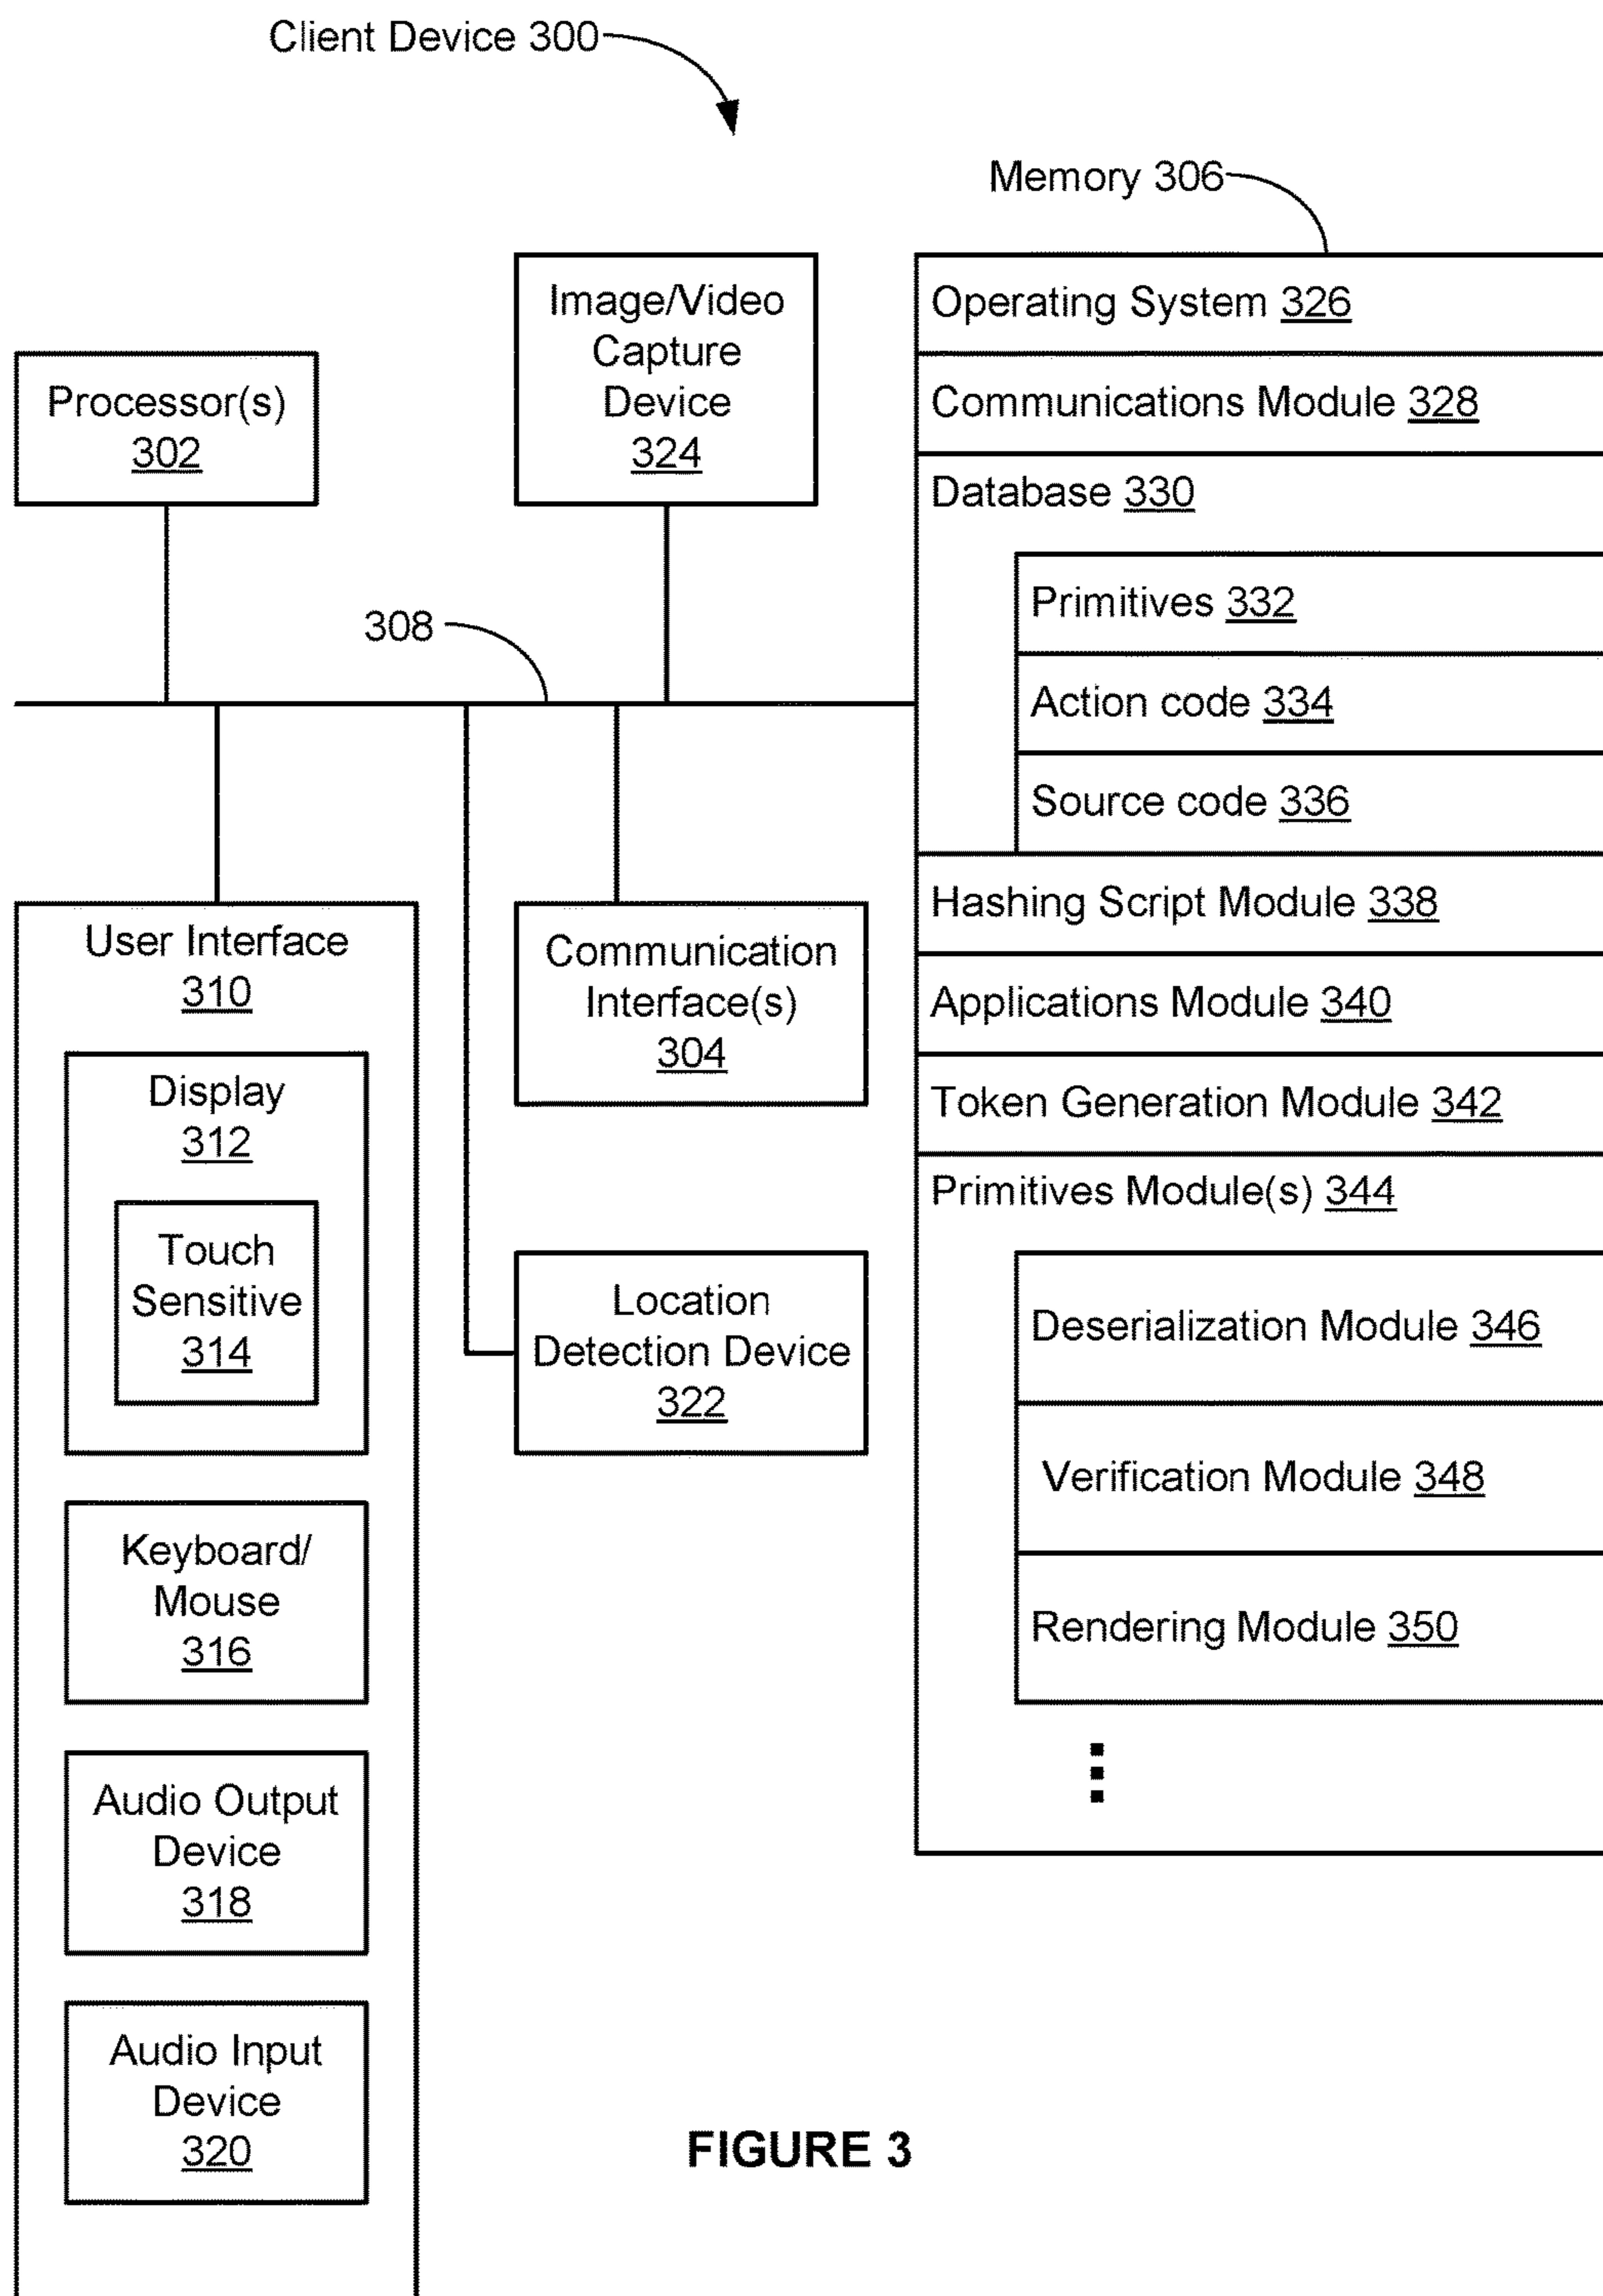 Client Device 300
Memory 306
Processor(s)
302
Image/Video
Capture
Device
324
308
User Interface
310
Display
312
Touch
Sensitive
314
Keyboard/
Mouse
316
Audio Output
Device
318
Audio Input
Device
320
Communication
Interface(s)
304
Location
Detection Device
322
Operating System 326
Communications Module 328
Database 330
Primitives 332
Action code 334
Source code 336
Hashing Script Module 338
Applications Module 340
Token Generation Module 342
Primitives Module(s) 344
Deserialization Module 346
Verification Module 348
Rendering Module 350
FIGURE 3